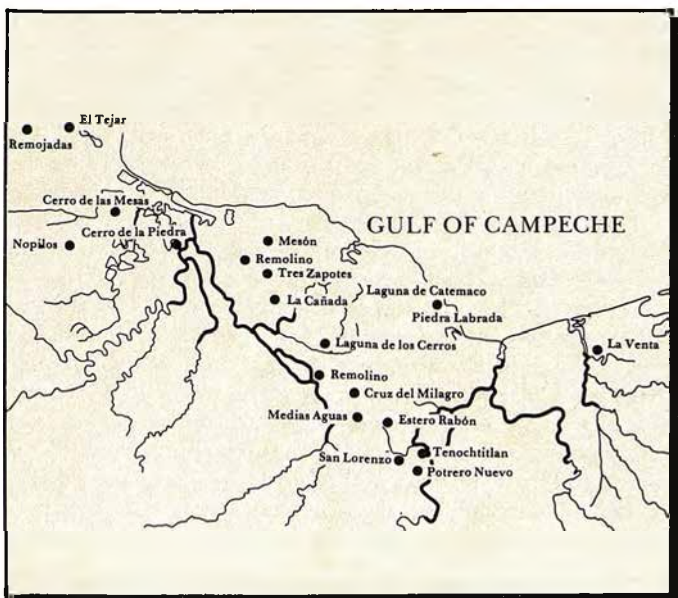 El Tejar
Remojadas
Cerro de las Mesas
Cerro de la Piedra
Nopilos
GULF OF CAMPECHE
Mesón
Remolino
Tres Zapotes
La Cañada
Laguna de Catemaco
Piedra Labrada
Laguna de los Cerros
La Venta
Remolino
Cruz del Milagro
Medias Aguas
Estero Rabón
Tenochtitlan
San Lorenzo
Potrero Nuevo